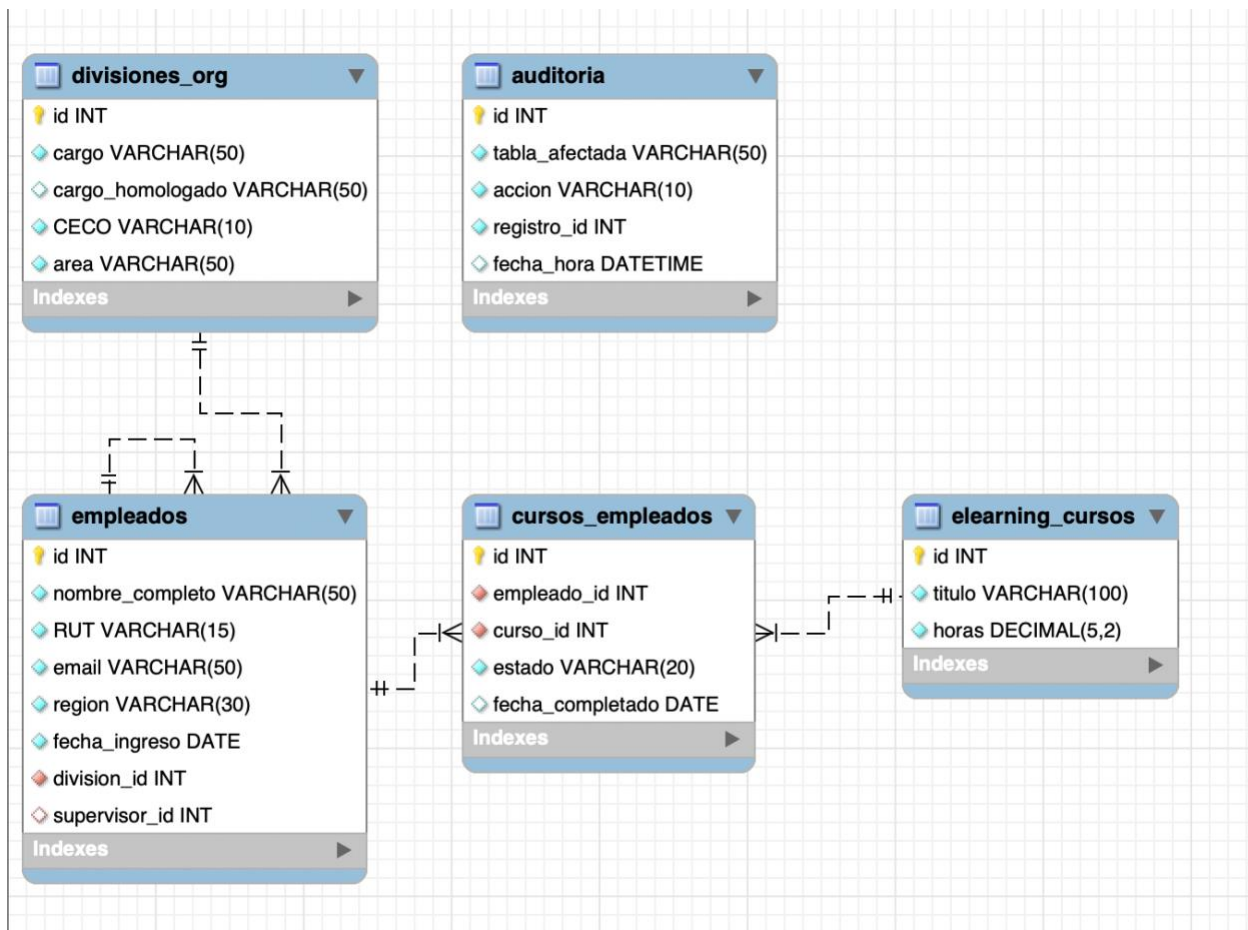 divisiones_org
id INT
cargo VARCHAR(50)
cargo_homologado VARCHAR(50)
CECO VARCHAR(10)
area VARCHAR(50)
Indexes
auditoria
id INT
tabla_afectada VARCHAR(50)
accion VARCHAR(10)
registro_id INT
fecha_hora DATETIME
Indexes
empleados
id INT
nombre_completo VARCHAR(50)
RUT VARCHAR(15)
email VARCHAR(50)
region VARCHAR(30)
fecha_ingreso DATE
division_id INT
supervisor_id INT
Indexes
cursos_empleados
id INT
empleado_id INT
curso_id INT
estado VARCHAR(20)
fecha_completado DATE
Indexes
elearning_cursos
id INT
titulo VARCHAR(100)
horas DECIMAL(5,2)
Indexes